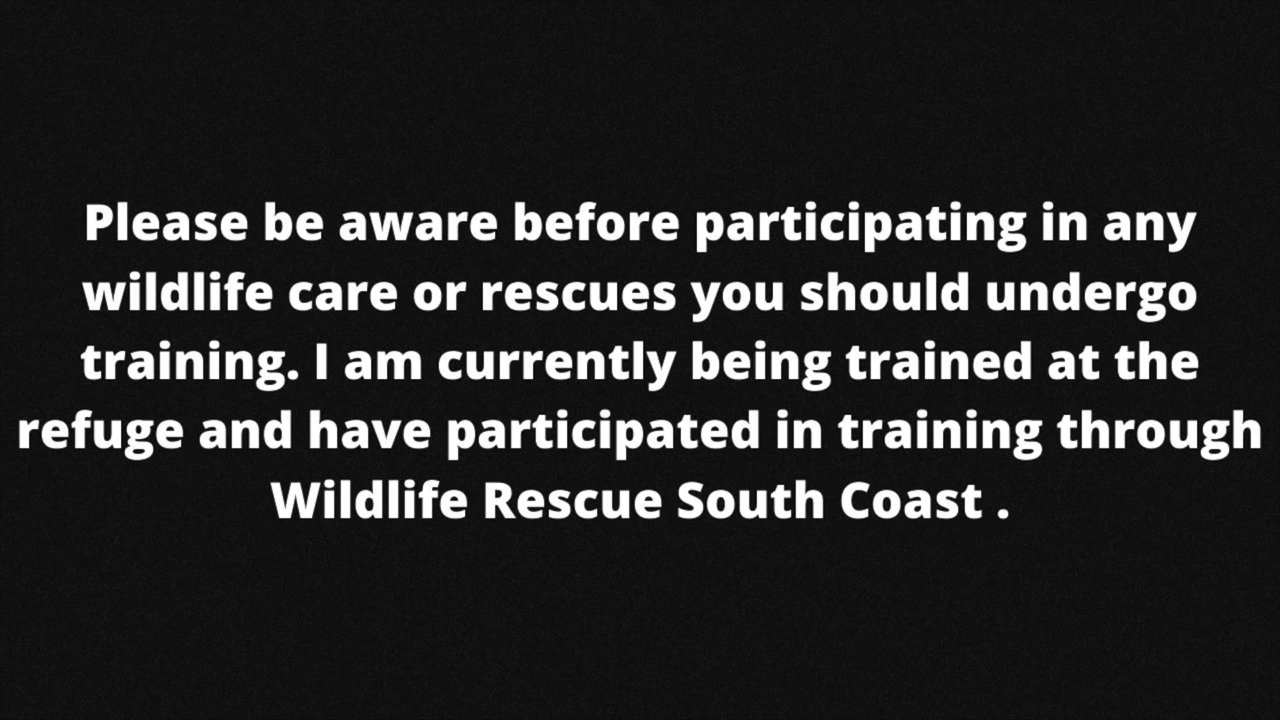 Please be aware before participating in any
wildlife care or rescues you should undergo
training. I am currently being trained at the
refuge and have participated in training through
Wildlife Rescue South Coast .